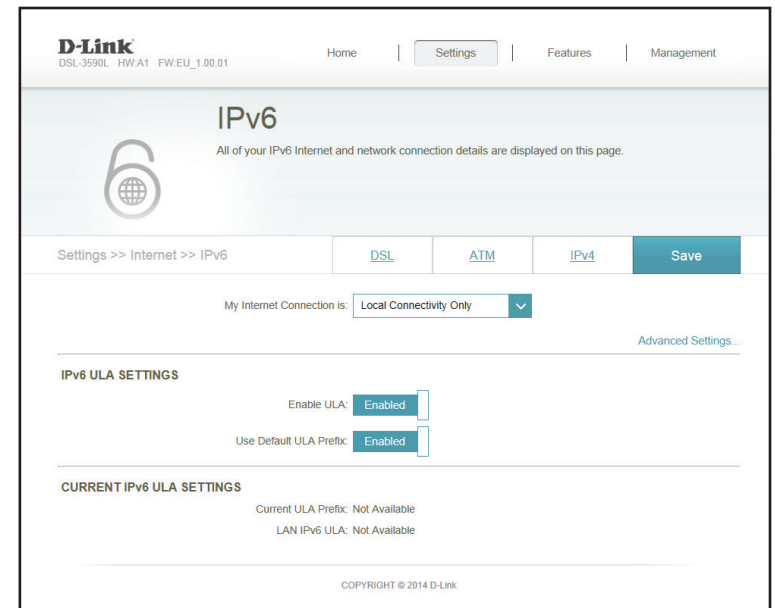 D-Link
DSL-3590L HW:A1 FW:EU_1.00.01
Home | Settings | Features | Management
IPv6
All of your IPv6 Internet and network connection details are displayed on this page.
Settings >> Internet >> IPv6 DSL ATM IPv4 Save
My Internet Connection is: Local Connectivity Only
Advanced Settings...
IPv6 ULA SETTINGS
Enable ULA: Enabled
Use Default ULA Prefix: Enabled
CURRENT IPv6 ULA SETTINGS
Current ULA Prefix: Not Available
LAN IPv6 ULA: Not Available
COPYRIGHT © 2014 D-Link